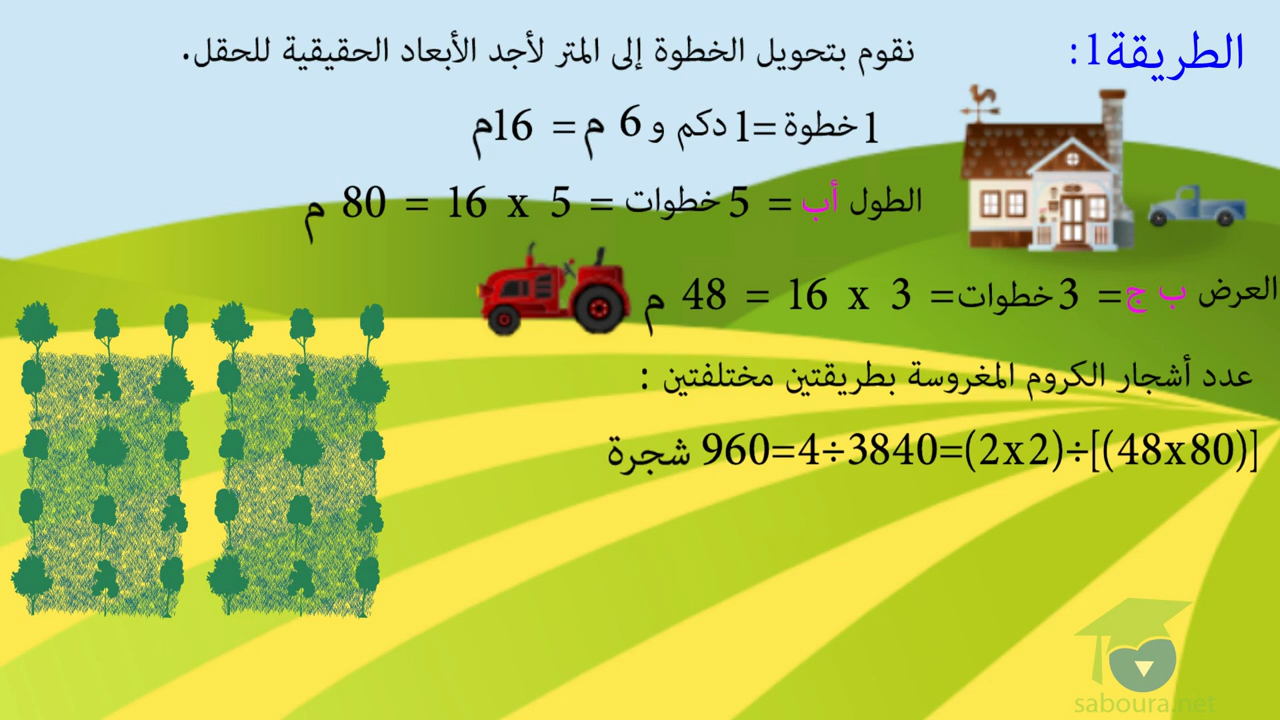 الطريقة1:
نقوم بتحويل الخطوة إلى المتر لأجد الأبعاد الحقيقية للحقل.
1 خطوة =1 دكم و 6 م = 16م
الطول أب = 5 خطوات = 5 x 16 = 80 م
العرض ب ج = 3 خطوات= 3 x 16 = 48 م
عدد أشجار الكروم المغروسة بطريقتين مختلفتين :
[(80x48)]÷(2x2)=3840÷4=960 شجرة
saboura.net